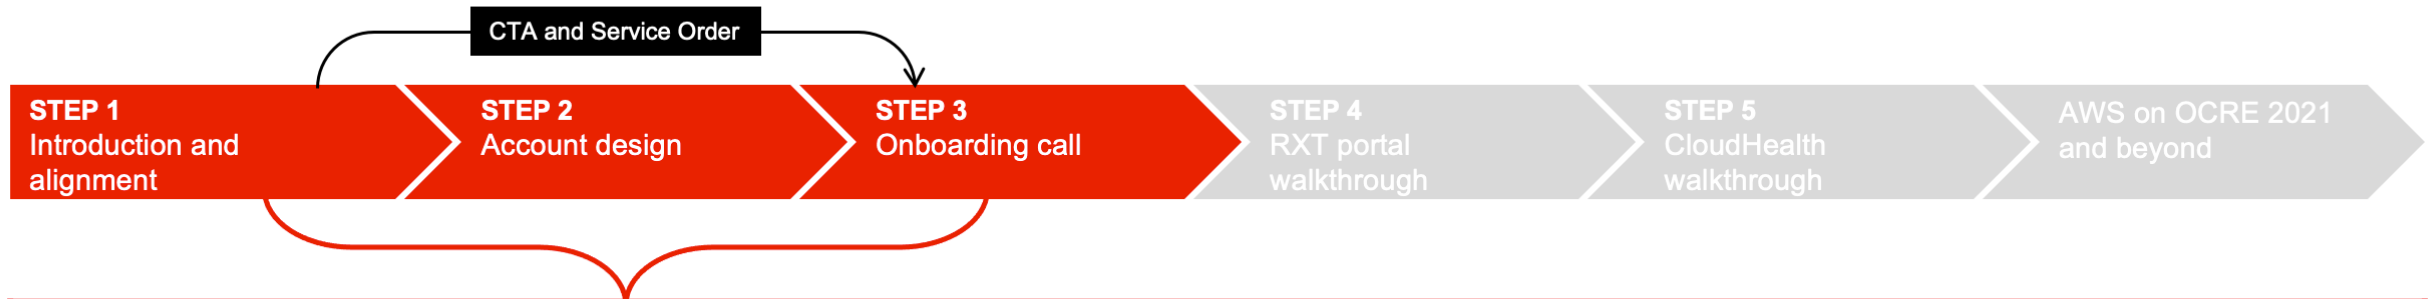 CTA and Service Order
STEP 1
Introduction and
alignment
STEP 2
Account design
STEP 3
Onboarding call
STEP 4
RXT portal
walkthrough
STEP 5
CloudHealth
walkthrough
AWS on OCRE 2021
and beyond